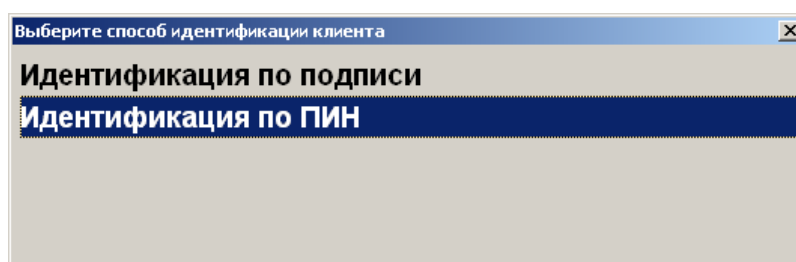 Выберите способ идентификации клиента
Идентификация по подписи
Идентификация по ПИН